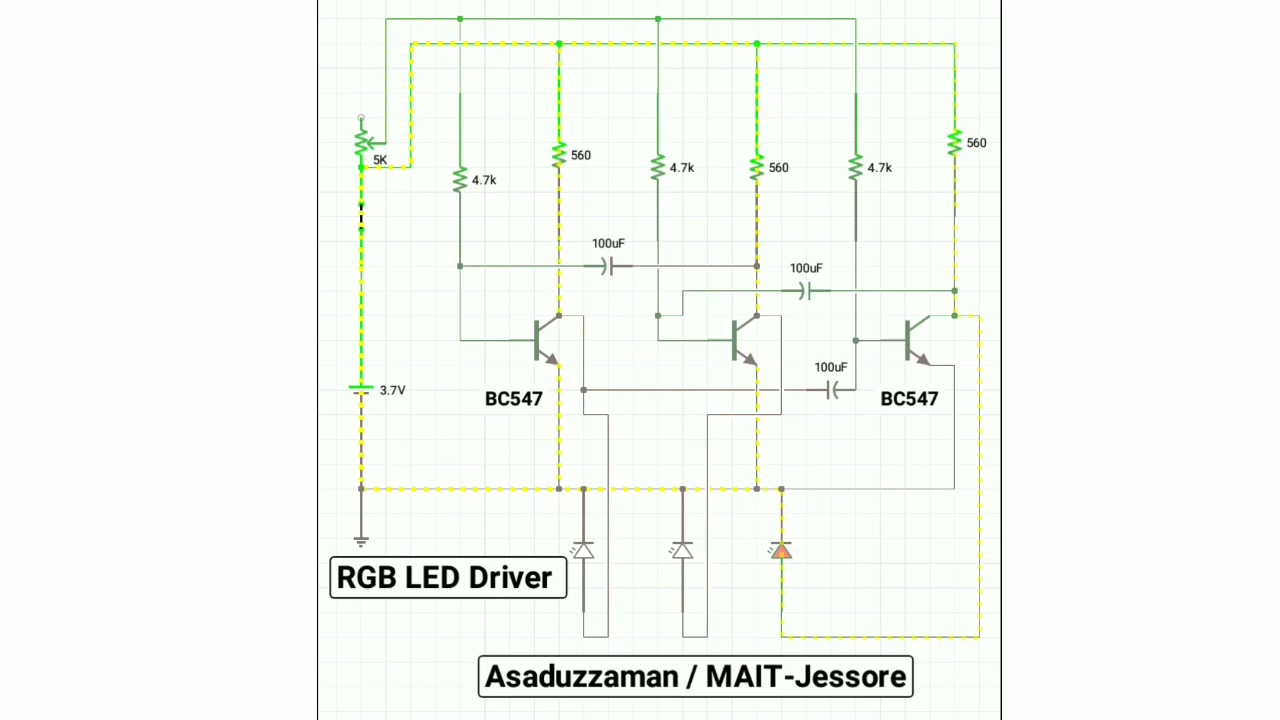 560
5K
560
4.7k
4.7k
560
4.7k
100uF
100uF
100uF
3.7V
BC547
BC547
RGB LED Driver
Asaduzzaman / MAIT-Jessore